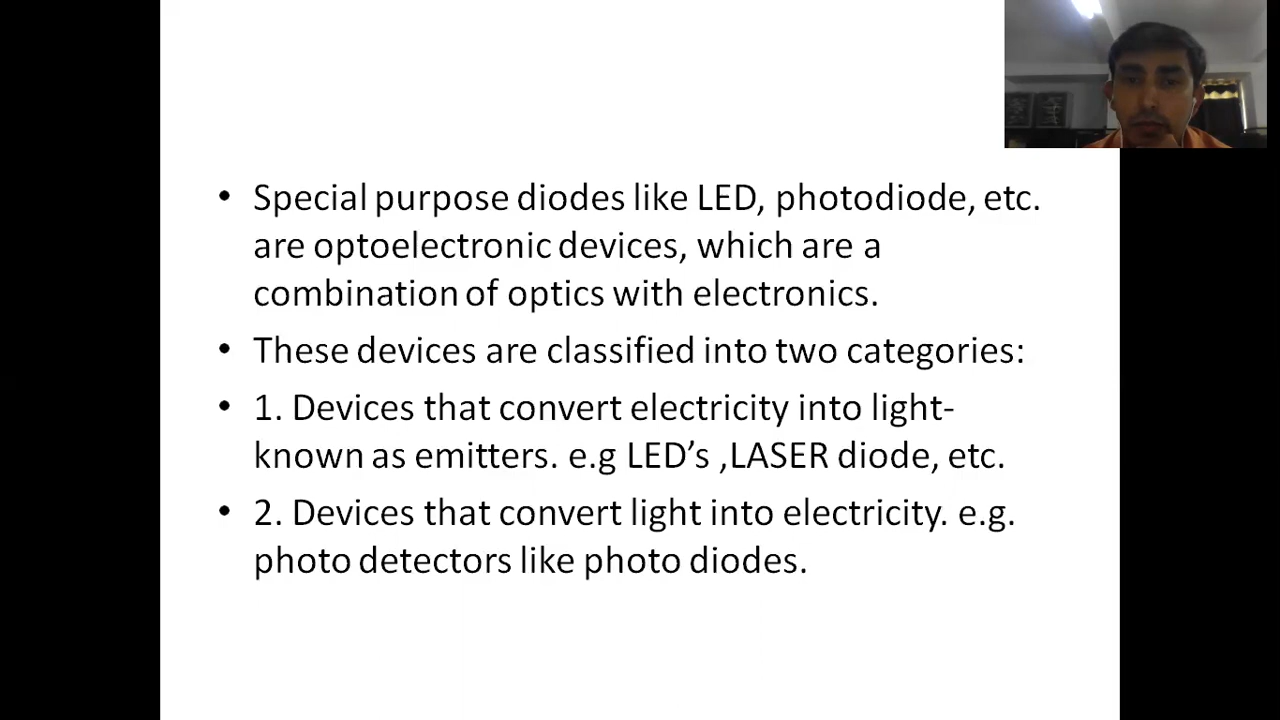 • Special purpose diodes like LED, photodiode, etc.
are optoelectronic devices, which are a
combination of optics with electronics.
• These devices are classified into two categories:
• 1. Devices that convert electricity into light-
known as emitters. e.g LED’s ,LASER diode, etc.
• 2. Devices that convert light into electricity. e.g.
photo detectors like photo diodes.